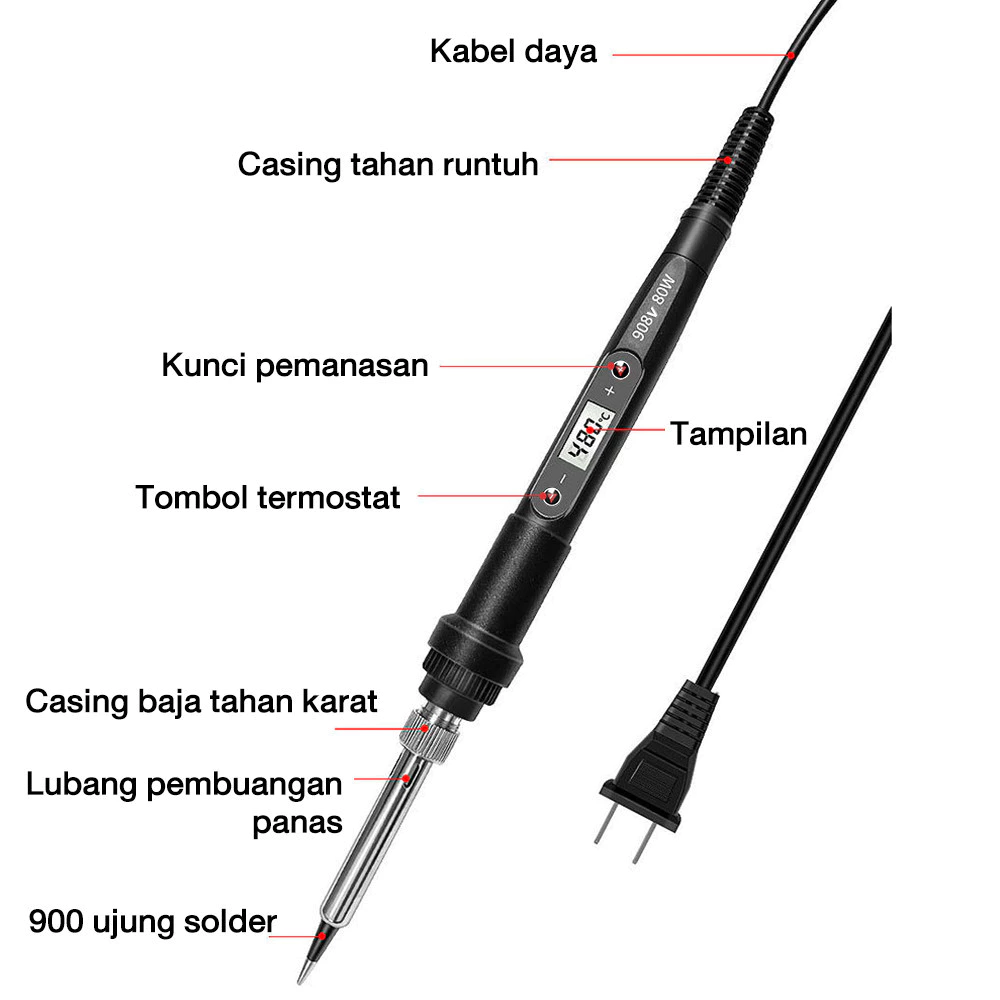 Kabel daya
Casing tahan runtuh
908V 80W
Kunci pemanasan
+
480°C
Tampilan
-
Tombol termostat
Casing baja tahan karat
Lubang pembuangan
panas
900 ujung solder